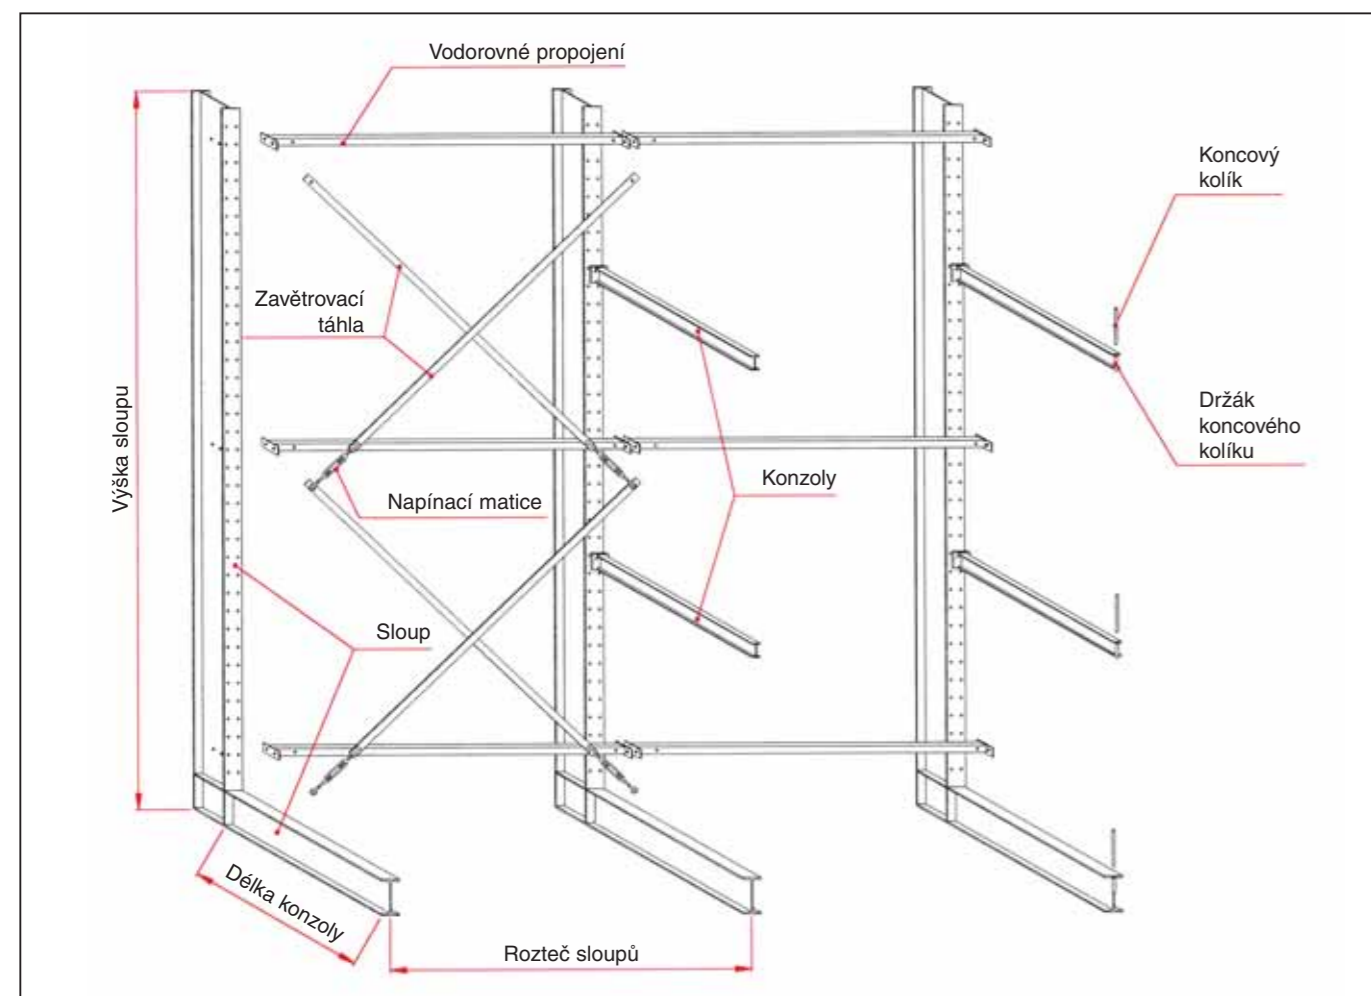 Vodorovné propojení
Koncový
kolík
Zavětrovací
táhla
Výška sloupu
Držák
koncového
kolíku
Napínací matice
Konzoly
Sloup
Délka konzoly
Rozteč sloupů